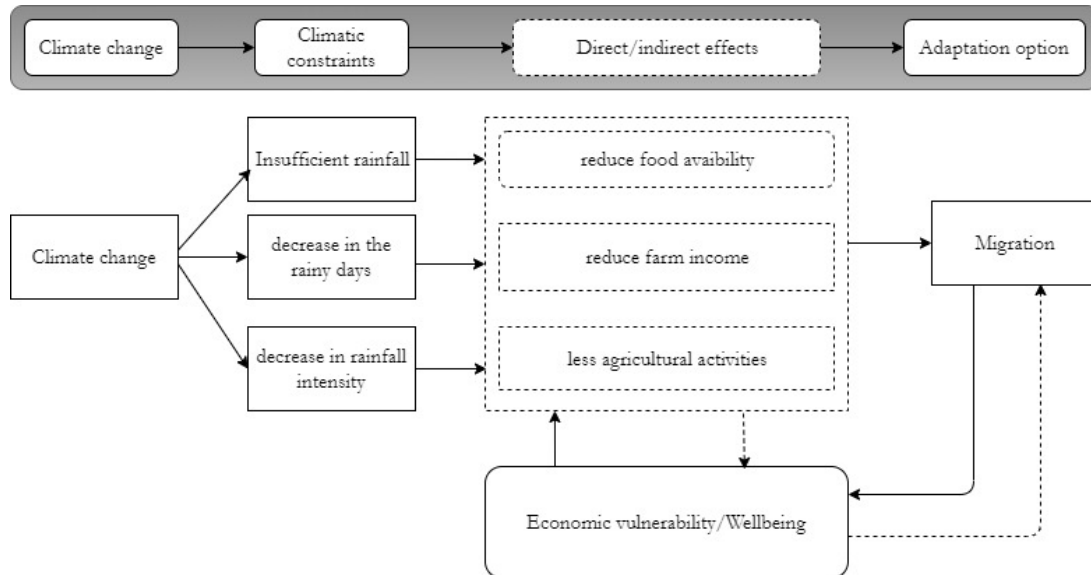 Climate change
Climatic
constraints
Direct/indirect effects
Adaptation option
Insufficient rainfall
reduce food avaibility
Climate change
decrease in the
rainy days
reduce farm income
Migration
decrease in rainfall
intensity
less agricultural activities
Economic vulnerability/Wellbeing